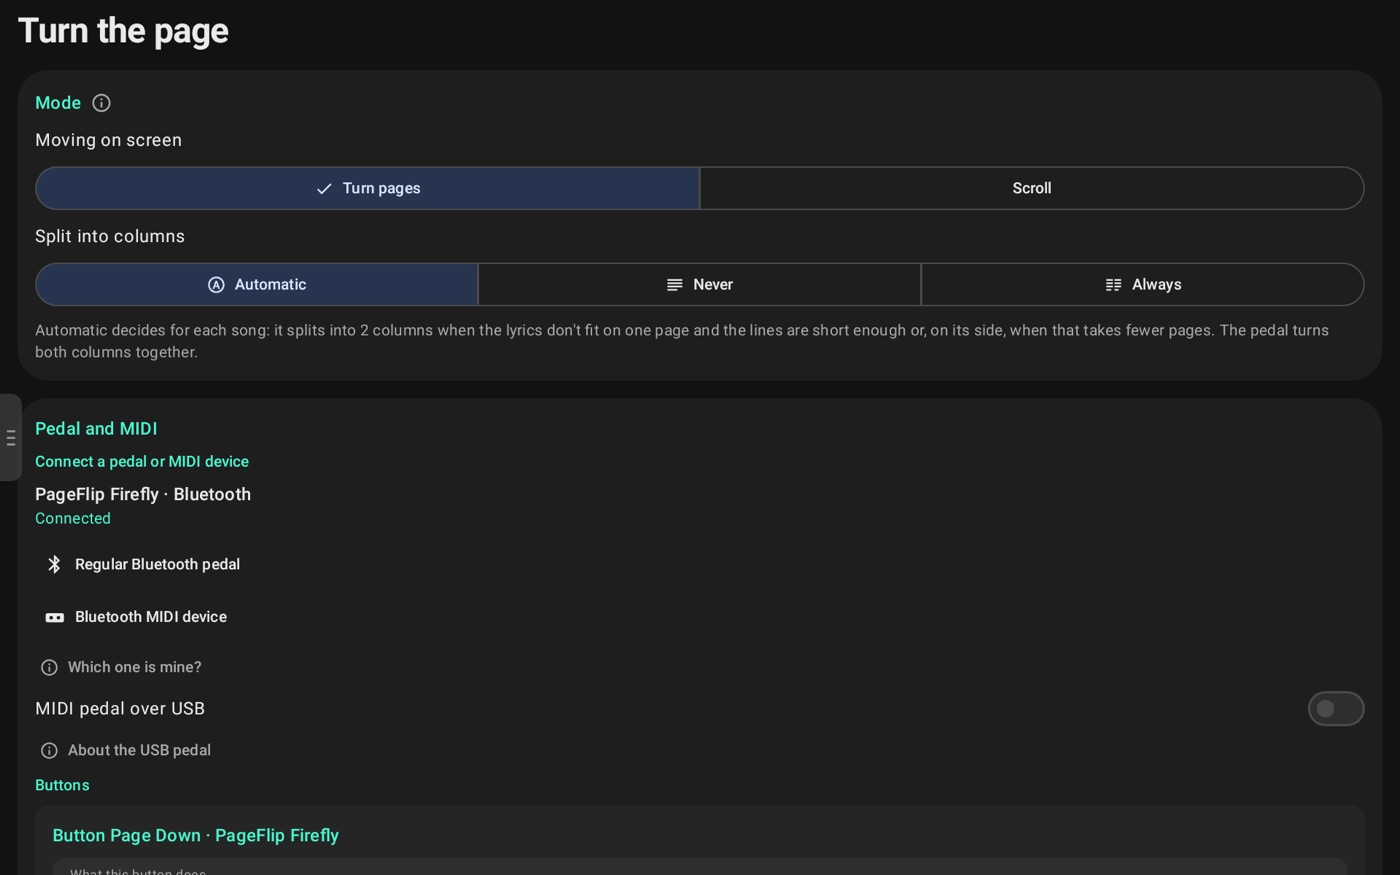 Turn the page
Mode
Moving on screen
Turn pages
Scroll
Split into columns
Automatic
Never
Always
Automatic decides for each song: it splits into 2 columns when the lyrics don't fit on one page and the lines are short enough or, on its side, when that takes fewer pages. The pedal turns
both columns together.
Pedal and MIDI
Connect a pedal or MIDI device
PageFlip Firefly · Bluetooth
Connected
Regular Bluetooth pedal
Bluetooth MIDI device
Which one is mine?
MIDI pedal over USB
About the USB pedal
Buttons
Button Page Down · PageFlip Firefly
What this button does